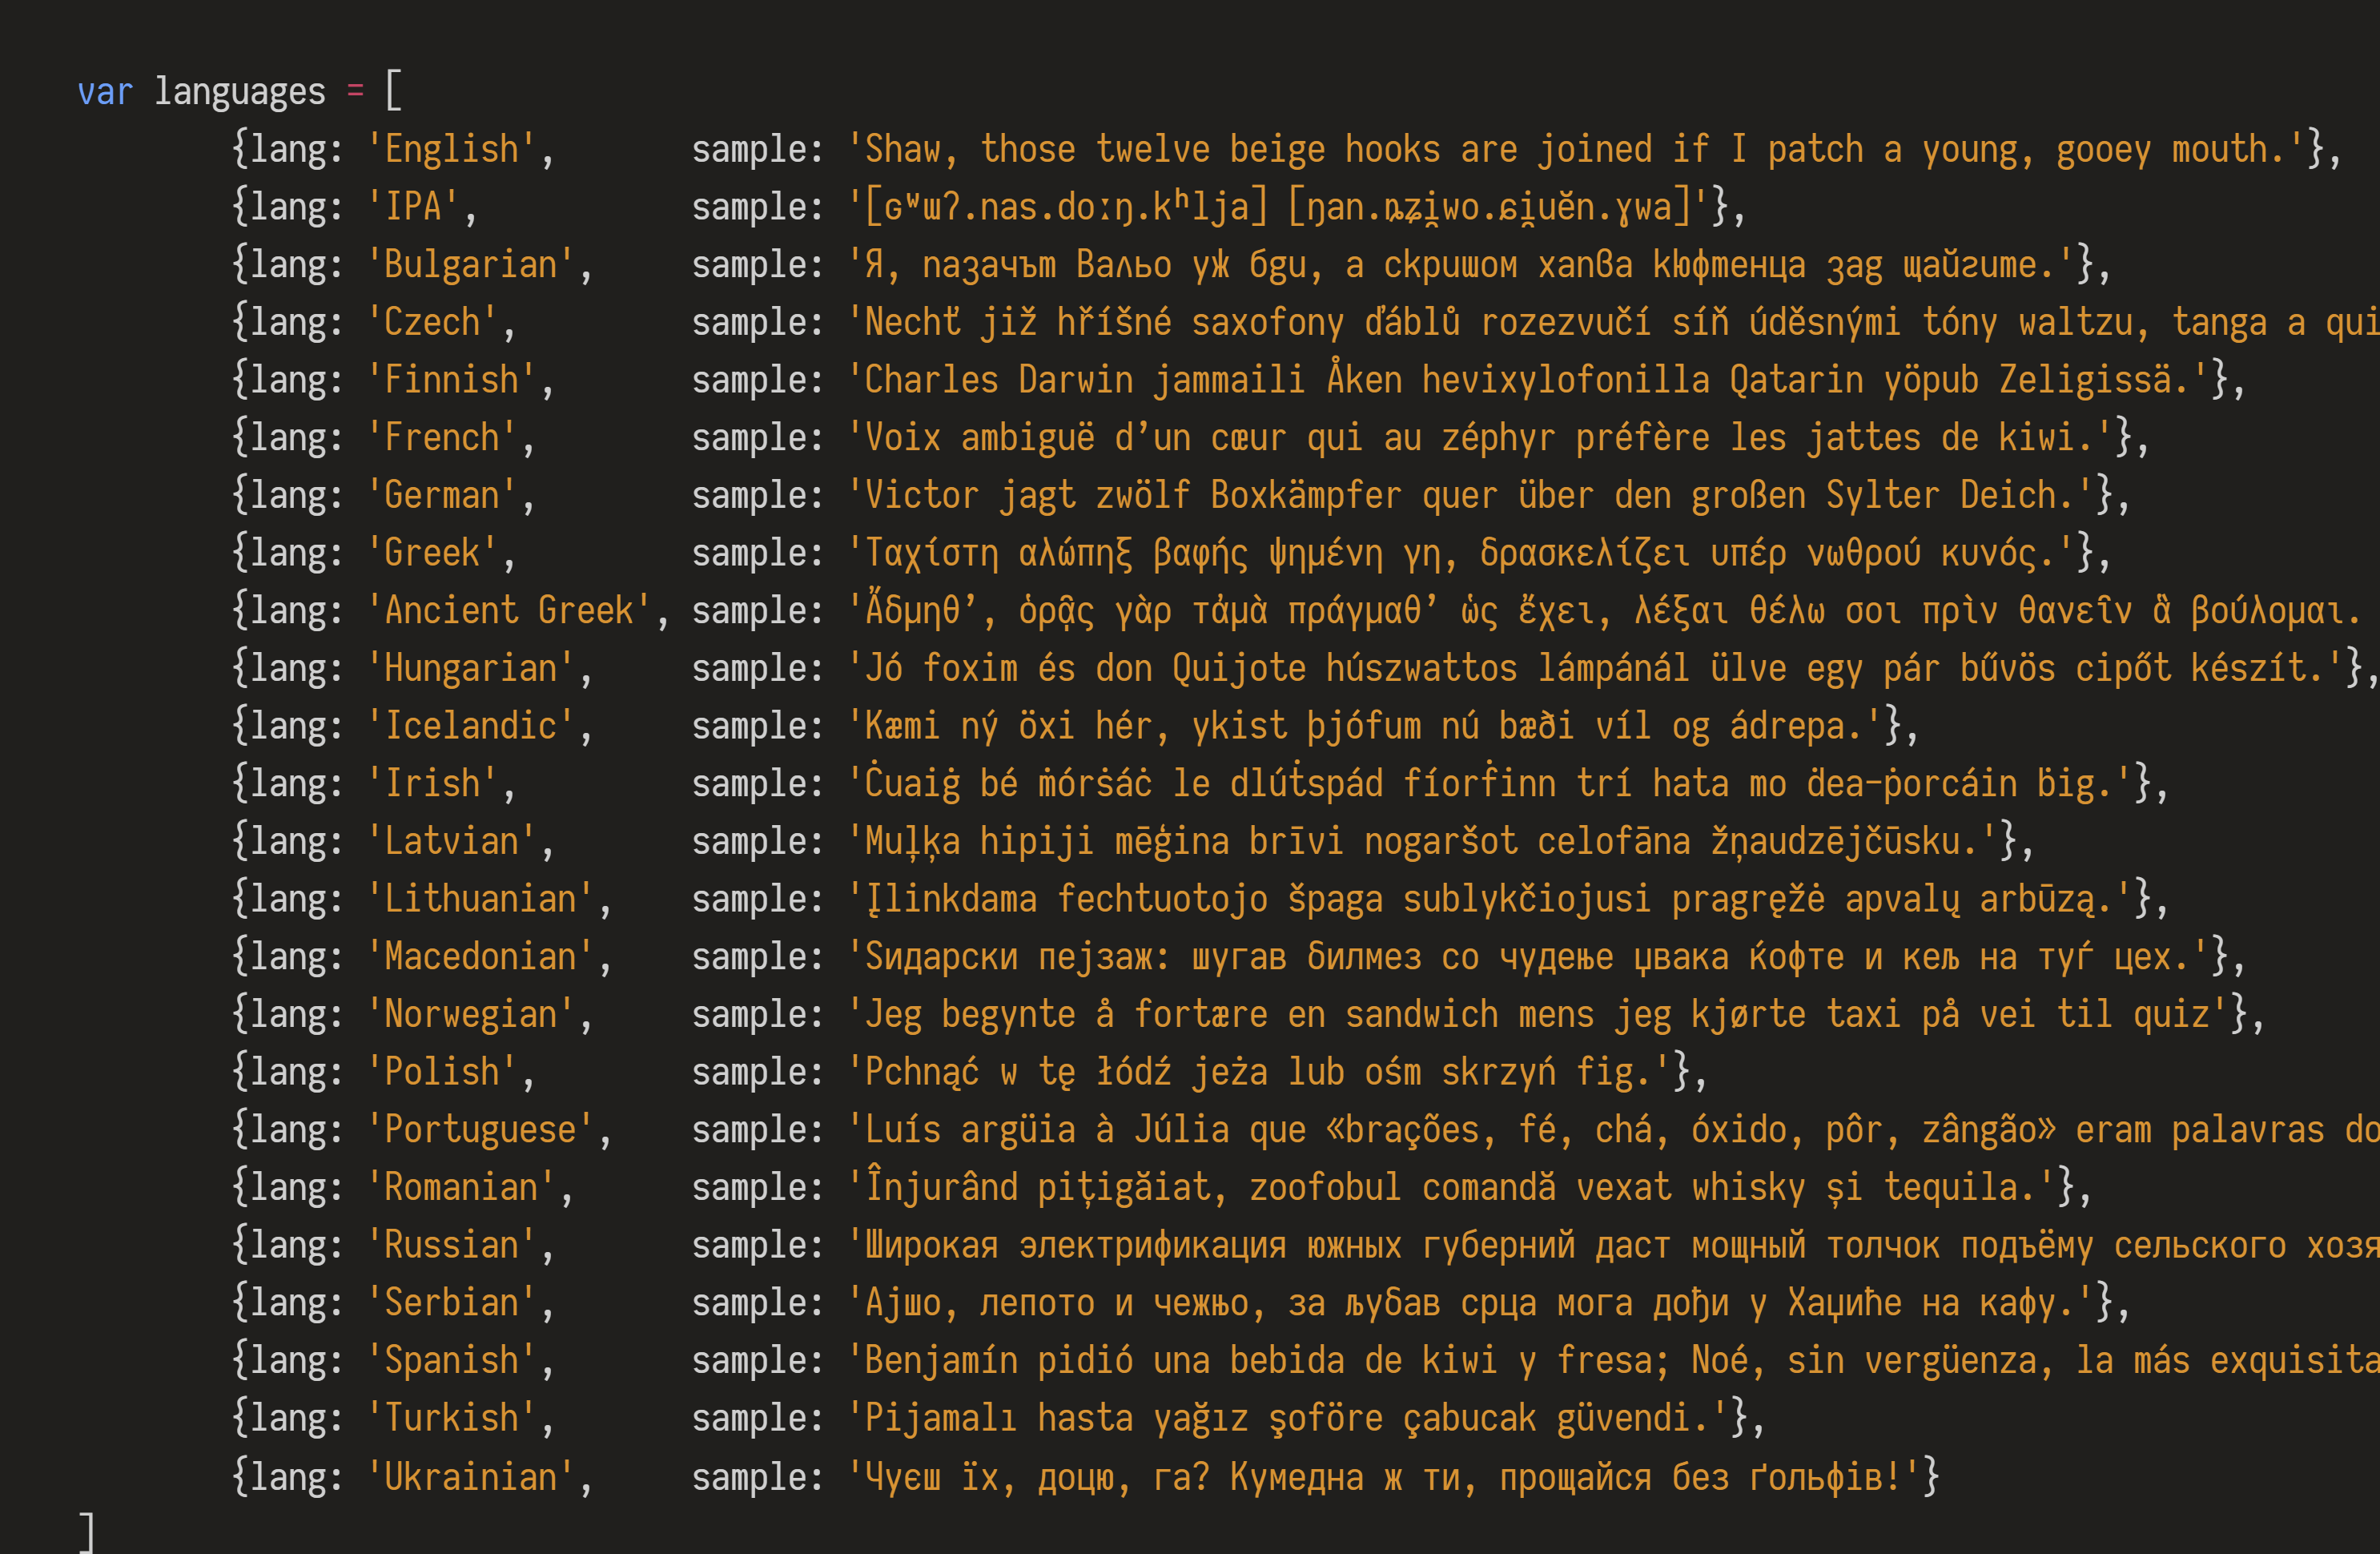 var languages = [
{lang: 'English', sample: 'Shaw, those twelve beige hooks are joined if I patch a young, gooey mouth.'},
{lang: 'IPA', sample: '[ɢʷɯʔ.nas.doːŋ.kʰlja] [ŋan.ȵʑi̯wo.ɕi̯uĕn.ɣwa]'},
{lang: 'Bulgarian', sample: 'Я, пазачът Вальо уж бди, а скришом хапва кюфтенца зад щайгите.'},
{lang: 'Czech', sample: 'Nechť již hříšné saxofony ďáblů rozezvučí síň úděsnými tóny waltzu, tanga a qui
{lang: 'Finnish', sample: 'Charles Darwin jammaili Åken hevixylofonilla Qatarin yöpub Zeligissä.'},
{lang: 'French', sample: 'Voix ambiguë d’un cœur qui au zéphyr préfère les jattes de kiwi.'},
{lang: 'German', sample: 'Victor jagt zwölf Boxkämpfer quer über den großen Sylter Deich.'},
{lang: 'Greek', sample: 'Ταχίστη αλώπηξ βαφής ψημένη γη, δρασκελίζει υπέρ νωθρού κυνός.'},
{lang: 'Ancient Greek', sample: 'Ἄδμηθ’, ὁρᾷς γὰρ τἀμὰ πράγμαθ’ ὡς ἔχει, λέξαι θέλω σοι πρὶν θανεῖν ἃ βούλομαι.
{lang: 'Hungarian', sample: 'Jó foxim és don Quijote húszwattos lámpánál ülve egy pár bűvös cipőt készít.'},
{lang: 'Icelandic', sample: 'Kæmi ný öxi hér, ykist þjófum nú bæði víl og ádrepa.'},
{lang: 'Irish', sample: 'Ċuaiġ bé ṁórṡáċ le dlúṫspád fíorḟinn trí hata mo ḋea-ṗorcáin ḃig.'},
{lang: 'Latvian', sample: 'Muļķa hipiji mēģina brīvi nogaršot celofāna žņaudzējčūsku.'},
{lang: 'Lithuanian', sample: 'Įlinkdama fechtuotojo špaga sublykčiojusi pragręžė apvalų arbūzą.'},
{lang: 'Macedonian', sample: 'Ѕидарски пејзаж: шугав билмез со чудење џвака ќофте и кељ на туѓ цех.'},
{lang: 'Norwegian', sample: 'Jeg begynte å fortære en sandwich mens jeg kjørte taxi på vei til quiz'},
{lang: 'Polish', sample: 'Pchnąć w tę łódź jeża lub ośm skrzyń fig.'},
{lang: 'Portuguese', sample: 'Luís argüia à Júlia que «brações, fé, chá, óxido, pôr, zângão» eram palavras do
{lang: 'Romanian', sample: 'Înjurând pițigăiat, zoofobul comandă vexat whisky și tequila.'},
{lang: 'Russian', sample: 'Широкая электрификация южных губерний даст мощный толчок подъёму сельского хозя
{lang: 'Serbian', sample: 'Ајшо, лепото и чежњо, за љубав срца мога дођи у Хаџиће на кафу.'},
{lang: 'Spanish', sample: 'Benjamín pidió una bebida de kiwi y fresa; Noé, sin vergüenza, la más exquisita
{lang: 'Turkish', sample: 'Pijamalı hasta yağız şoföre çabucak güvendi.'},
{lang: 'Ukrainian', sample: 'Чуєш їх, доцю, га? Кумедна ж ти, прощайся без ґольфів!'}
]